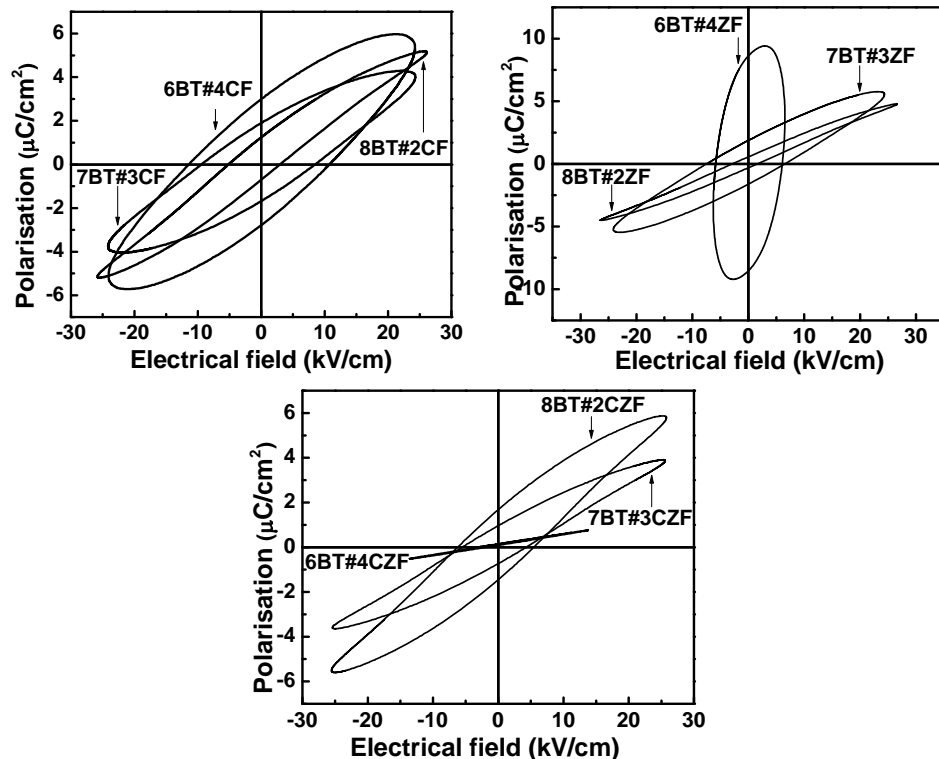 6
4
2
0
-2
-4
-6
-30 -20 -10 0 10 20 30
Polarisation (μC/cm²)
Electrical field (kV/cm)
6BT#4CF
8BT#2CF
7BT#3CF
10
5
0
-5
10
-30 -20 -10 0 10 20 30
Polarisation (μC/cm²)
Electrical field (kV/cm)
6BT#4ZF
7BT#3ZF
8BT#2ZF
6
4
2
0
-2
-4
-6
-30 -20 -10 0 10 20 30
Polarisation (μC/cm²)
Electrical field (kV/cm)
8BT#2CZF
7BT#3CZF
6BT#4CZF